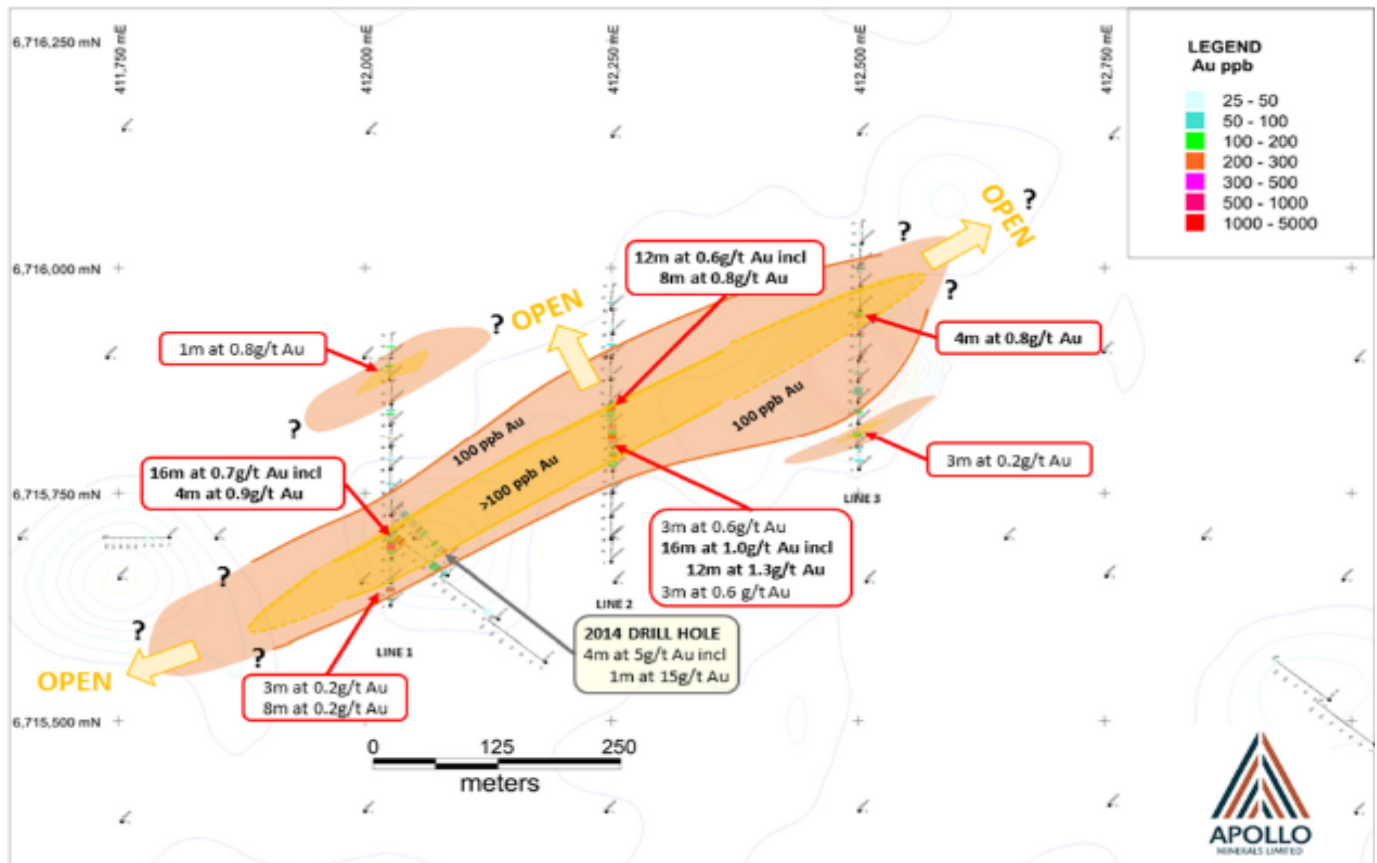 411,750 mE
412,000 mE
412,250 mE
412,500 mE
412,750 mE
6,716,250 mN
6,716,000 mN
6,715,750 mN
6,715,500 mN
LEGEND
Au ppb
25 - 50
50 - 100
100 - 200
200 - 300
300 - 500
500 - 1000
1000 - 5000
?
OPEN
?
12m at 0.6g/t Au incl
8m at 0.8g/t Au
?
?
OPEN
1m at 0.8g/t Au
4m at 0.8g/t Au
?
100 ppb Au
100 ppb Au
>100 ppb Au
16m at 0.7g/t Au incl
4m at 0.9g/t Au
3m at 0.2g/t Au
LINE 3
3m at 0.6g/t Au
16m at 1.0g/t Au incl
12m at 1.3g/t Au
3m at 0.6 g/t Au
?
LINE 2
?
?
LINE 1
2014 DRILL HOLE
4m at 5g/t Au incl
1m at 15g/t Au
OPEN
3m at 0.2g/t Au
8m at 0.2g/t Au
0 125 250
meters
APOLLO
MINERALS LIMITED